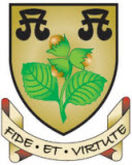 FIDE · ET · VIRTUTE